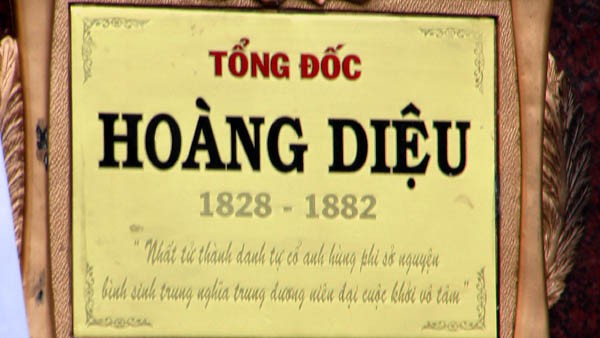 TỔNG ĐỐC
HOÀNG DIỆU
1828 - 1882
" Nhất tử thành danh tự cổ anh hùng phi sở nguyện
bình sinh trung nghĩa trung dương niên đại cuộc khởi vô tâm "